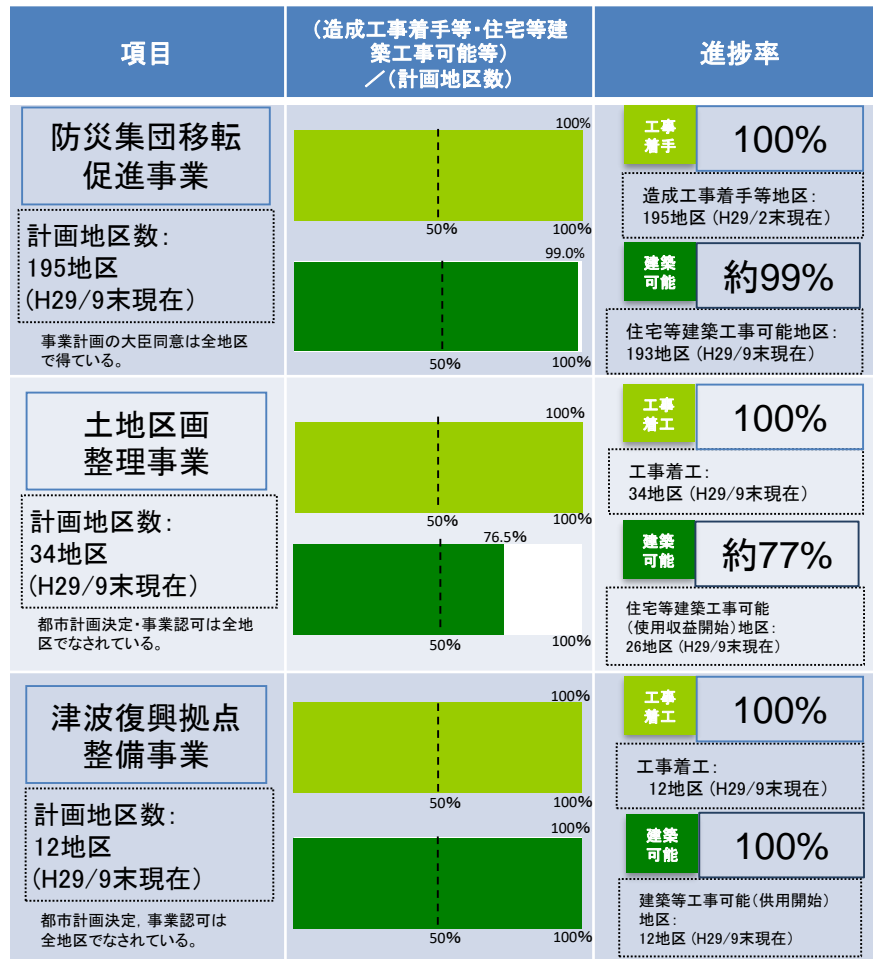 項目
(造成工事着手等・住宅等建
築工事可能等)
／(計画地区数)
進捗率
防災集団移転
促進事業
計画地区数:
195地区
(H29/9末現在)
事業計画の大臣同意は全地区
で得ている。
100%
50%
100%
99.0%
50%
100%
工事
着手
100%
造成工事着手等地区:
195地区 (H29/2末現在)
建築
可能
約99%
住宅等建築工事可能地区:
193地区 (H29/9末現在)
土地区画
整理事業
計画地区数:
34地区
(H29/9末現在)
都市計画決定・事業認可は全地
区でなされている。
100%
50%
100%
76.5%
50%
100%
工事
着工
100%
工事着工:
34地区 (H29/9末現在)
建築
可能
約77%
住宅等建築工事可能
(使用収益開始)地区:
26地区 (H29/9末現在)
津波復興拠点
整備事業
計画地区数:
12地区
(H29/9末現在)
都市計画決定, 事業認可は
全地区でなされている。
100%
50%
100%
100%
50%
100%
工事
着工
100%
工事着工:
12地区 (H29/9末現在)
建築
可能
100%
建築等工事可能(供用開始)
地区:
12地区 (H29/9末現在)